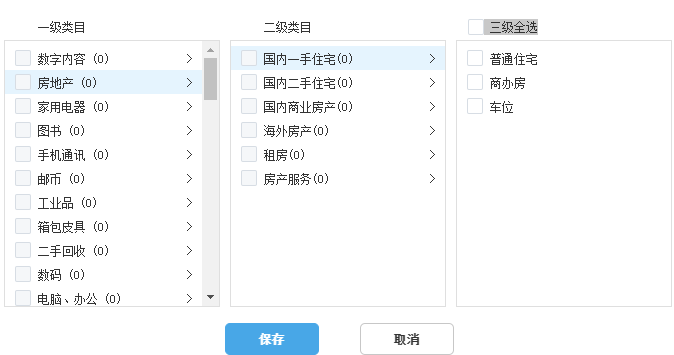 一级类目
数字内容 (0)
房地产 (0)
家用电器 (0)
图书 (0)
手机通讯 (0)
邮币 (0)
工业品 (0)
箱包皮具 (0)
二手回收 (0)
数码 (0)
电脑、办公 (0)
二级类目
国内一手住宅(0)
国内二手住宅(0)
国内商业房产(0)
海外房产(0)
租房(0)
房产服务(0)
三级全选
普通住宅
商办房
车位
保存
取消